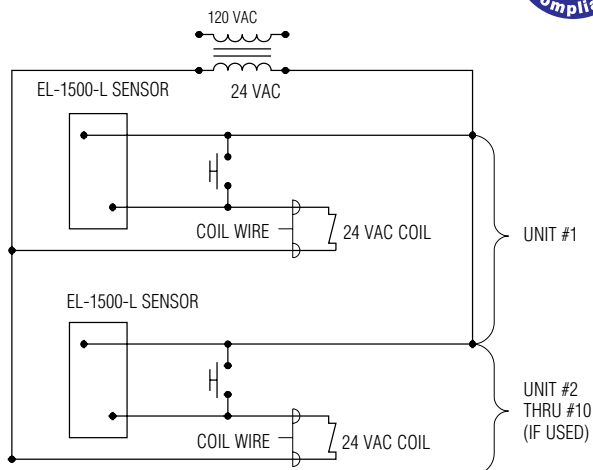 120 VAC
EL-1500-L SENSOR
24 VAC
COIL WIRE
24 VAC COIL
UNIT #1
EL-1500-L SENSOR
COIL WIRE
24 VAC COIL
UNIT #2
THRU #10
(IF USED)